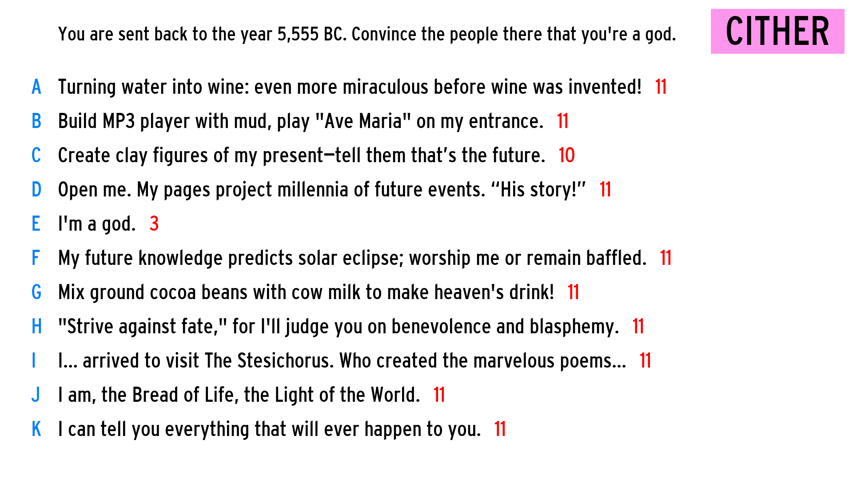 You are sent back to the year 5,555 BC. Convince the people there that you're a god.
CITHER
A Turning water into wine: even more miraculous before wine was invented! 11
B Build MP3 player with mud, play "Ave Maria" on my entrance. 11
C Create clay figures of my present—tell them that’s the future. 10
D Open me. My pages project millennia of future events. “His story!” 11
E I'm a god. 3
F My future knowledge predicts solar eclipse; worship me or remain baffled. 11
G Mix ground cocoa beans with cow milk to make heaven's drink! 11
H "Strive against fate," for I'll judge you on benevolence and blasphemy. 11
I I... arrived to visit The Stesichorus. Who created the marvelous poems... 11
J I am, the Bread of Life, the Light of the World. 11
K I can tell you everything that will ever happen to you. 11